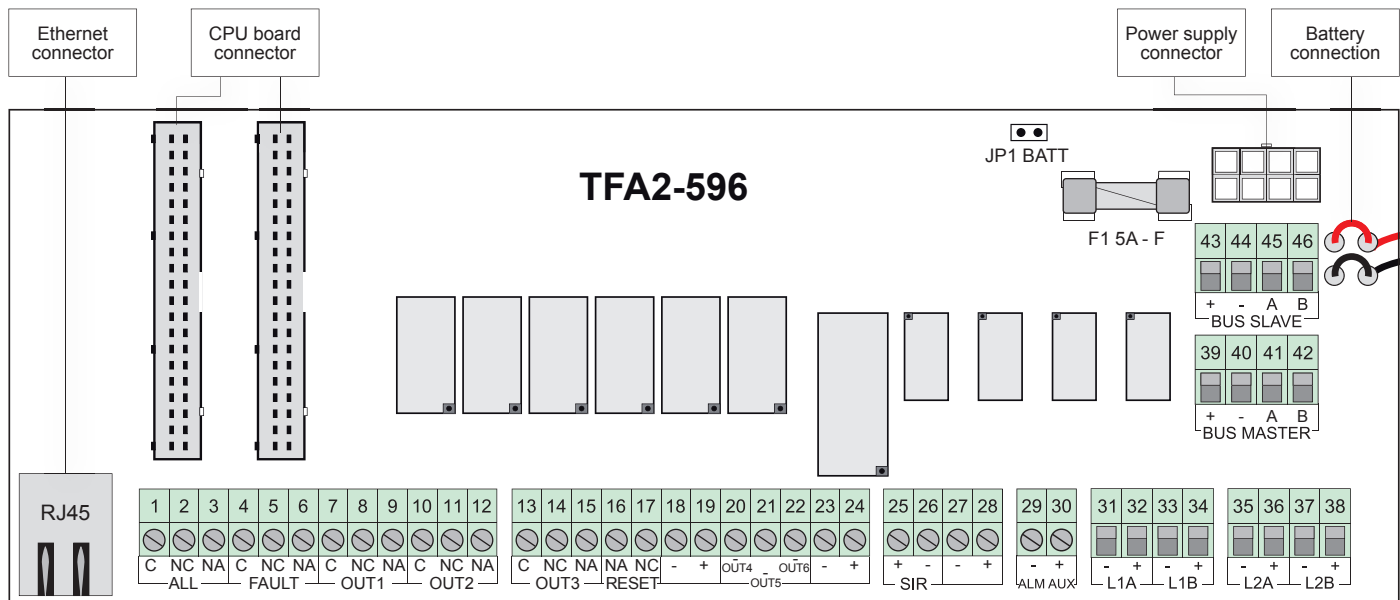 Ethernet
connector
CPU board
connector
Power supply
connector
Battery
connection
JP1 BATT
TFA2-596
F1 5A - F
43 44 45 46
+ - A B
BUS SLAVE
39 40 41 42
+ - A B
BUS MASTER
RJ45
1 2 3 4 5 6 7 8 9 10 11 12
C NC NA C NC NA C NC NA C NC NA
ALL FAULT OUT1 OUT2
13 14 15 16 17 18 19 20 21 22 23 24
C NC NA NA NC - + - - - - +
OUT3 RESET OUT4 OUT5 OUT6
25 26 27 28
+ - - +
SIR
29 30
ALM AUX
31 32 33 34
- + - +
L1A L1B
35 36 37 38
- + - +
L2A L2B